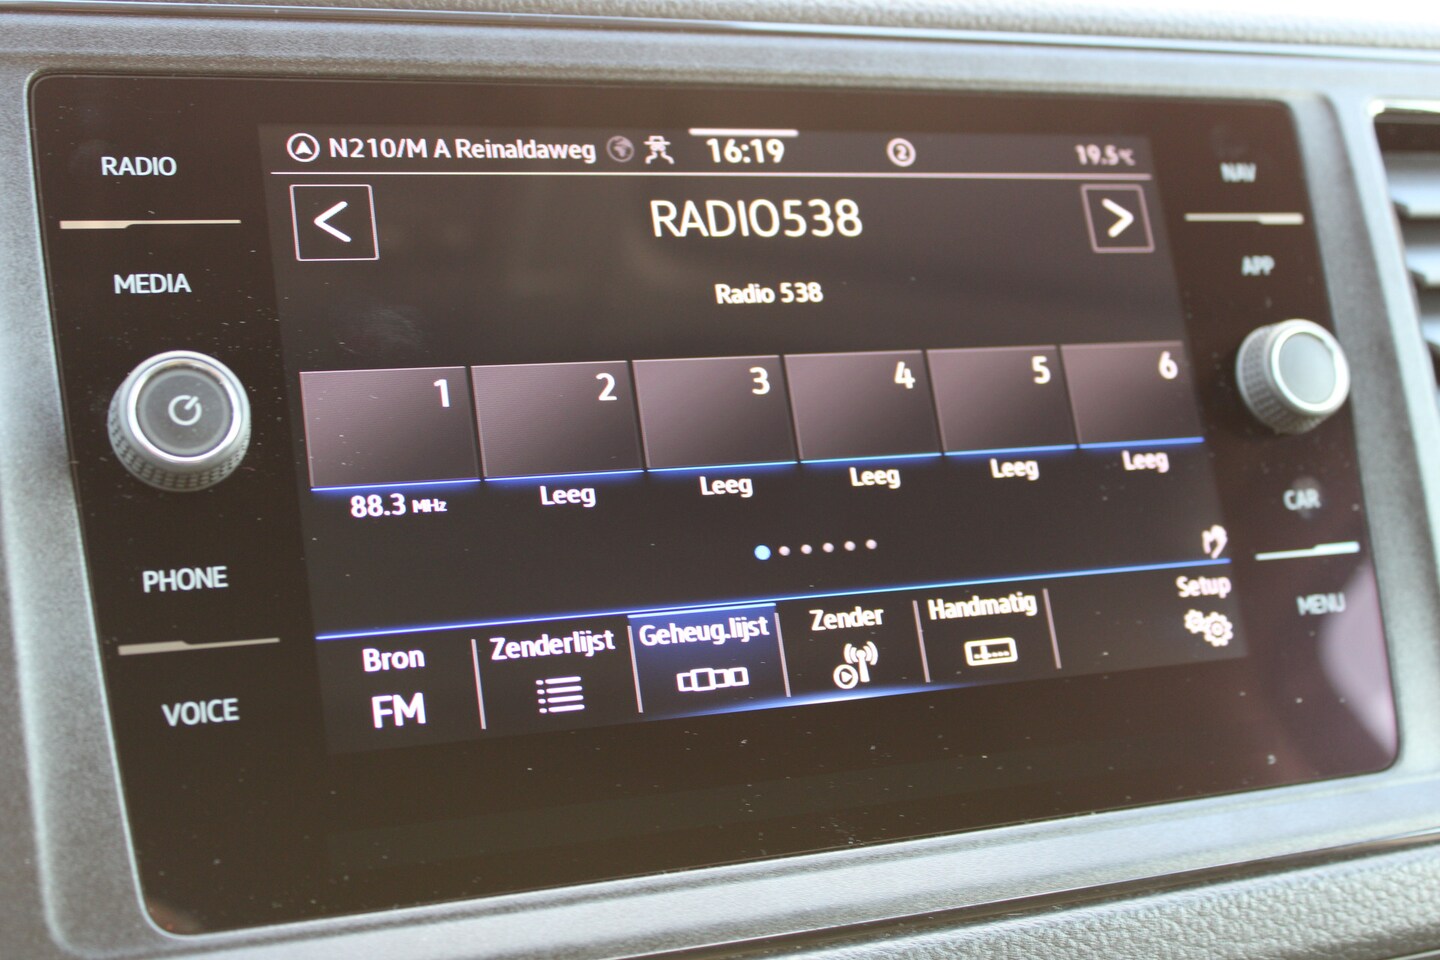 RADIO
MEDIA
PHONE
VOICE
N210/M A Reinaldaweg 16:19 2 19.5°C
< RADIO538 >
Radio 538
1 2 3 4 5 6
88.3 MHz Leeg Leeg Leeg Leeg Leeg
Bron Zenderlijst Geheug.lijst Zender Handmatig Setup
FM
NAV
APP
CAR
MENU